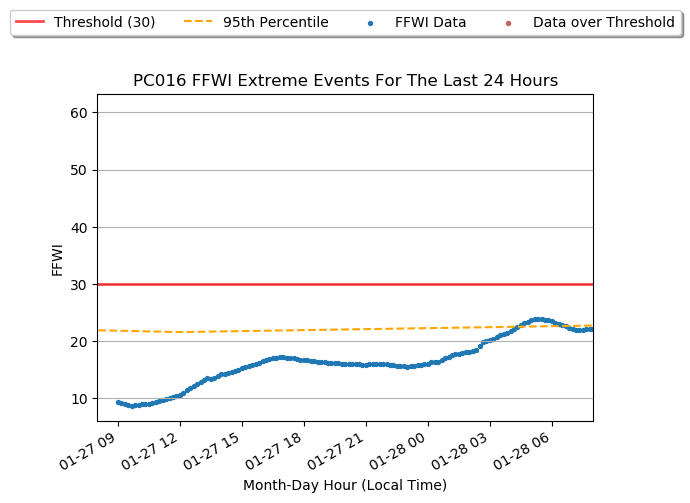 Threshold (30) 95th Percentile FFWI Data Data over Threshold
PC016 FFWI Extreme Events For The Last 24 Hours
60
50
40
30
20
10
FFWI
01-27 09 01-27 12 01-27 15 01-27 18 01-27 21 01-28 00 01-28 03 01-28 06
Month-Day Hour (Local Time)